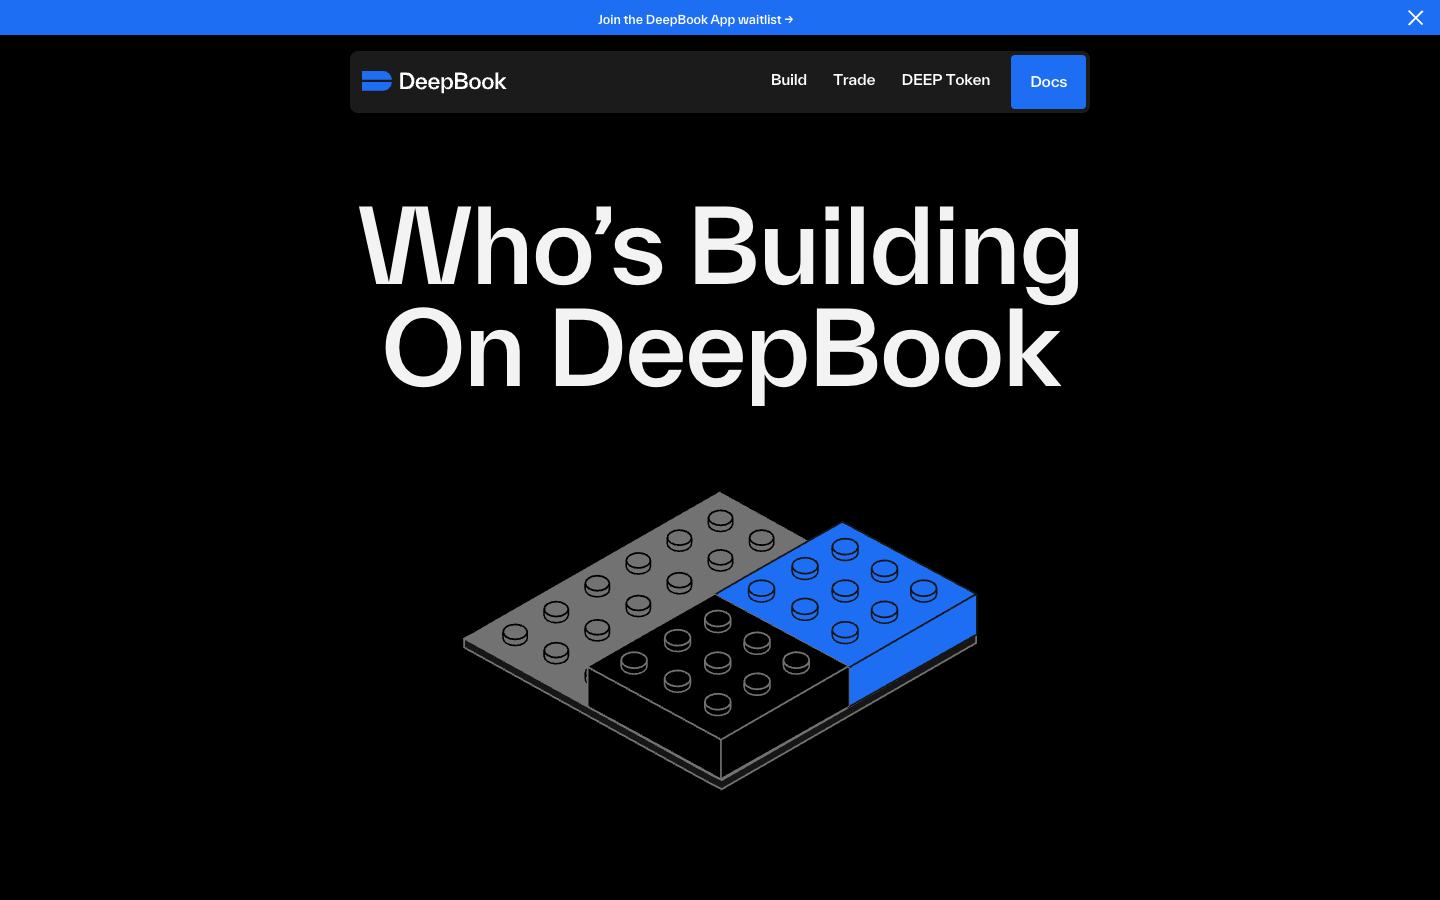 Join the DeepBook App waitlist →
DeepBook
Build
Trade
DEEP Token
Docs
Who’s Building
On DeepBook